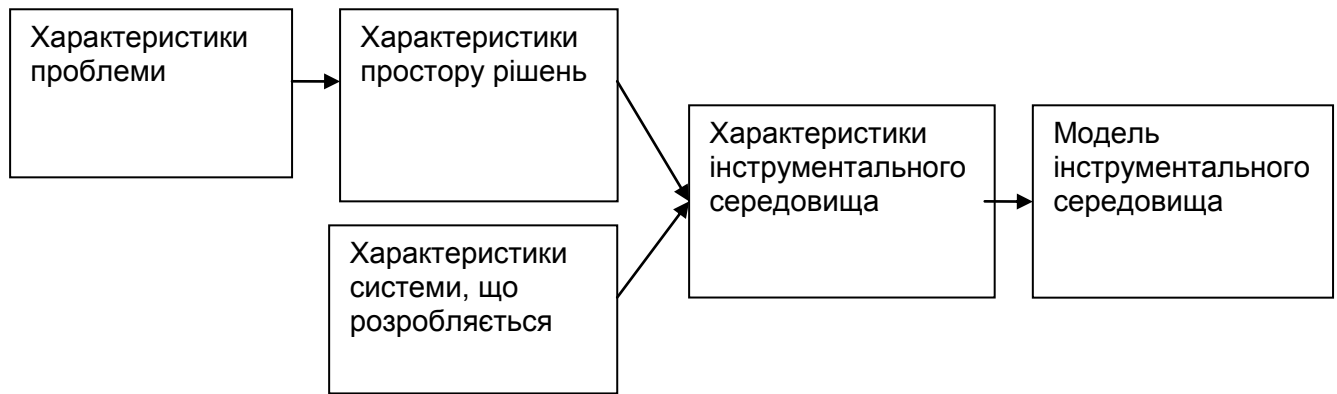 Характеристики
проблеми
Характеристики
простору рішень
Характеристики
системи, що
розробляється
Характеристики
інструментального
середовища
Модель
інструментального
середовища